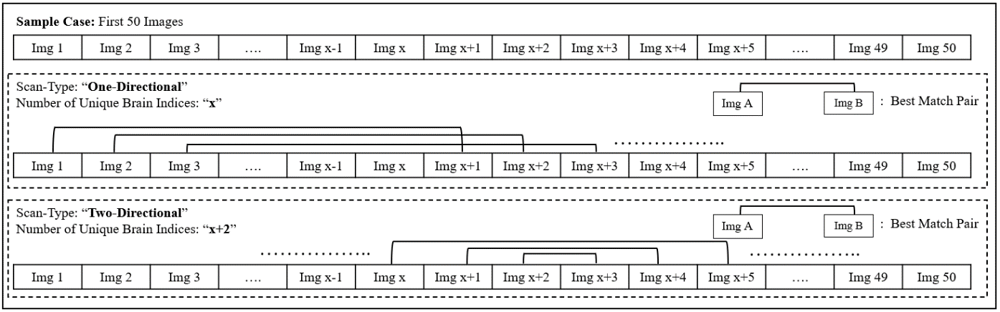 Sample Case: First 50 Images
Img 1 Img 2 Img 3 …. Img x-1 Img x Img x+1 Img x+2 Img x+3 Img x+4 Img x+5 …. Img 49 Img 50
Scan-Type: “One-Directional”
Number of Unique Brain Indices: “x”
Img A Img B : Best Match Pair
Img 1 Img 2 Img 3 …. Img x-1 Img x Img x+1 Img x+2 Img x+3 Img x+4 Img x+5 …. Img 49 Img 50
Scan-Type: “Two-Directional”
Number of Unique Brain Indices: “x+2”
Img A Img B : Best Match Pair
Img 1 Img 2 Img 3 …. Img x-1 Img x Img x+1 Img x+2 Img x+3 Img x+4 Img x+5 …. Img 49 Img 50